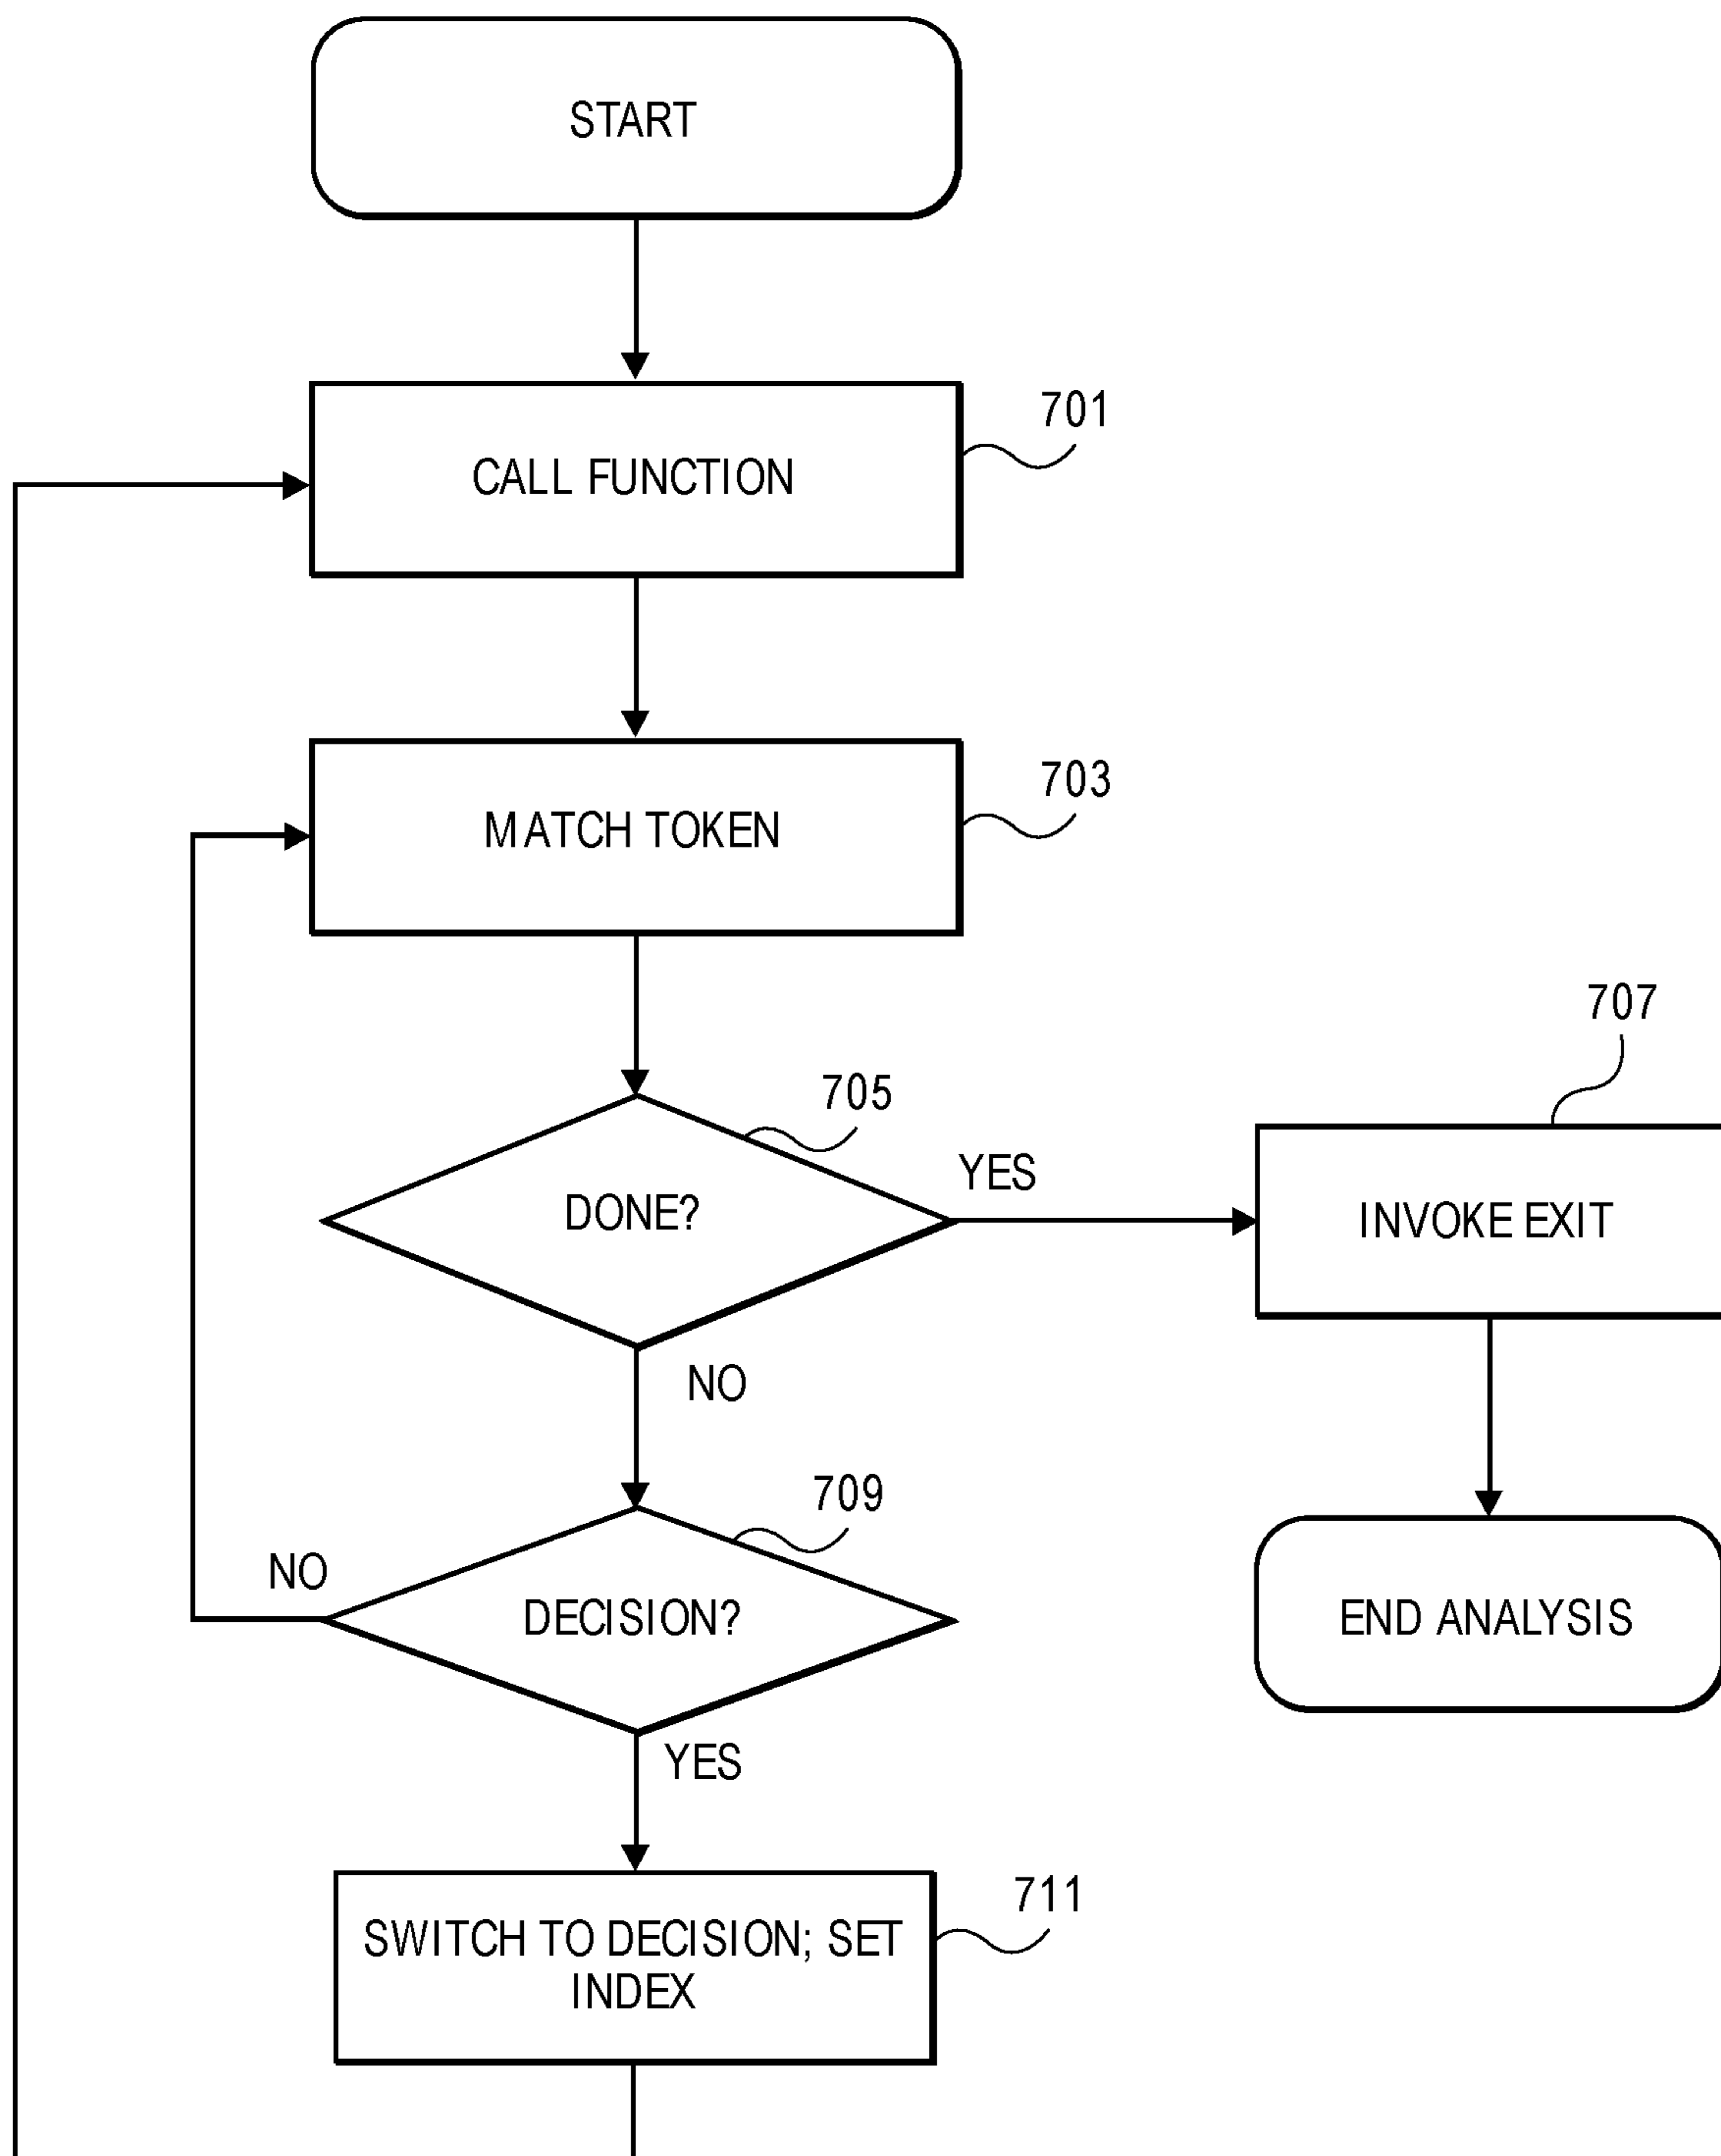 START
701
CALL FUNCTION
703
MATCH TOKEN
707
705
YES
DONE?
INVOKE EXIT
NO
709
NO
DECISION?
END ANALYSIS
YES
711
SWITCH TO DECISION; SET
INDEX